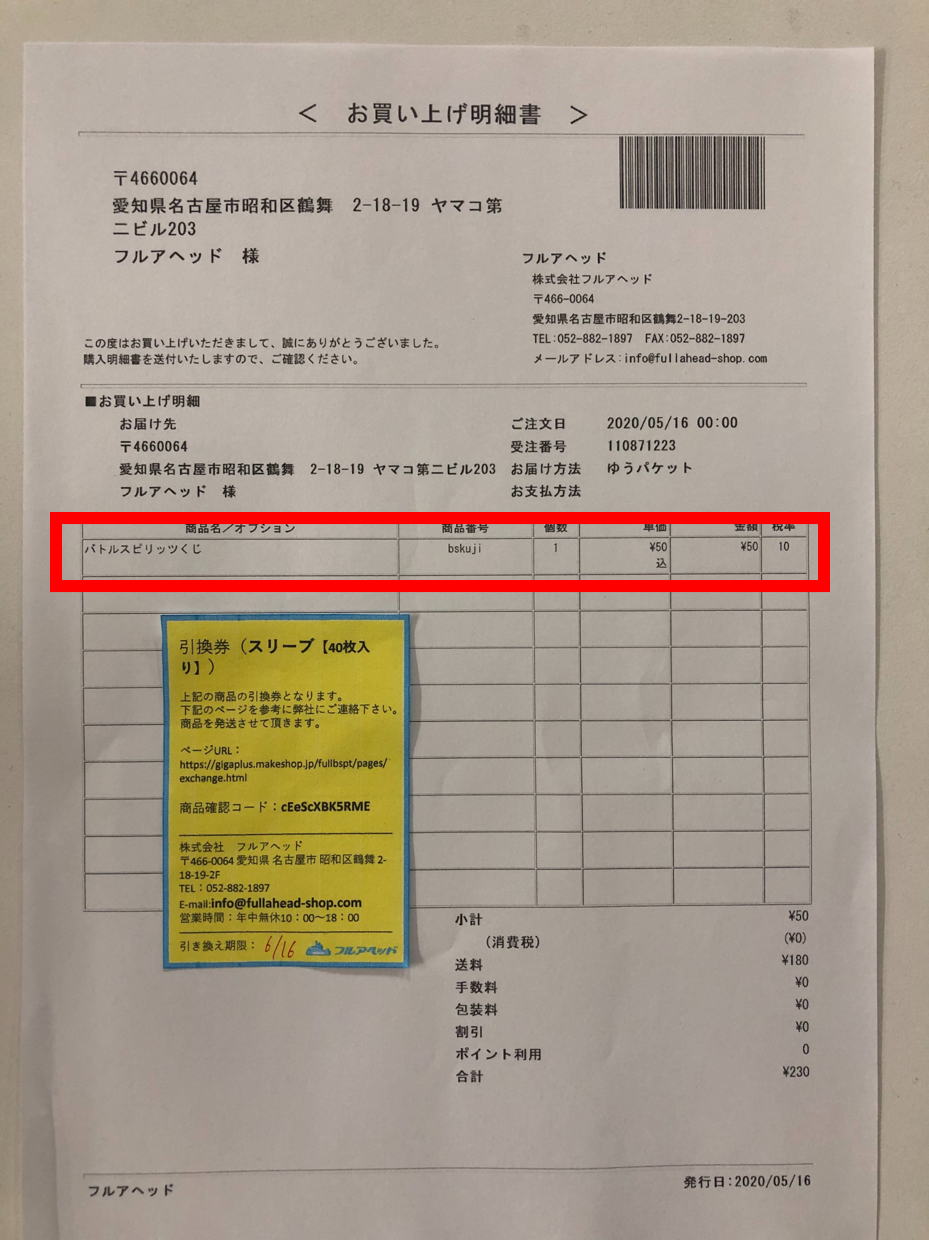 < お買い上げ明細書 >
〒4660064
愛知県名古屋市昭和区鶴舞 2-18-19 ヤマコ第
二ビル203
フルアヘッド 様
フルアヘッド
株式会社フルアヘッド
〒466-0064
愛知県名古屋市昭和区鶴舞2-18-19-203
TEL:052-882-1897 FAX:052-882-1897
メールアドレス:info@fullahead-shop.com
この度はお買い上げいただきまして、誠にありがとうございました。
購入明細書を送付いたしますので、ご確認ください。
■お買い上げ明細
お届け先
〒4660064
愛知県名古屋市昭和区鶴舞 2-18-19 ヤマコ第二ビル203
フルアヘッド 様
ご注文日 2020/05/16 00:00
受注番号 110871223
お届け方法 ゆうパケット
お支払方法
商品名/オプション 商品番号 個数 単価 金額 税率
バトルスピリッツくじ bskuji 1 ¥50 ¥50 10
込
引換券(スリーブ【40枚入
り】)
上記の商品の引換券となります。
下記のページを参考に弊社にご連絡下さい。
商品を発送させて頂きます。
ページURL:
https://gigaplus.makeshop.jp/fullbspt/pages/
exchange.html
商品確認コード:cEeScXBK5RME
株式会社 フルアヘッド
〒466-0064 愛知県 名古屋市 昭和区鶴舞 2-
18-19-2F
TEL:052-882-1897
E-mail:info@fullahead-shop.com
営業時間:年中無休10:00~18:00
引き換え期限: 6/16 フルアヘッド
小計 ¥50
(消費税) (¥0)
送料 ¥180
手数料 ¥0
包装料 ¥0
割引 ¥0
ポイント利用 0
合計 ¥230
フルアヘッド
発行日:2020/05/16